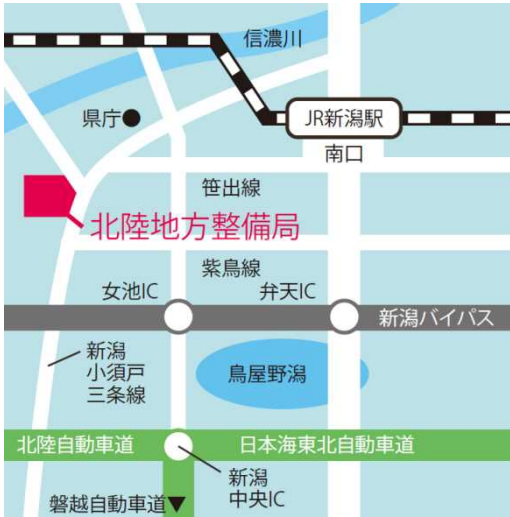 信濃川
県庁
JR新潟駅
南口
笹出線
北陸地方整備局
紫鳥線
女池IC
弁天IC
新潟バイパス
新潟
小須戸
三条線
鳥屋野潟
北陸自動車道
日本海東北自動車道
新潟
中央IC
磐越自動車道▼